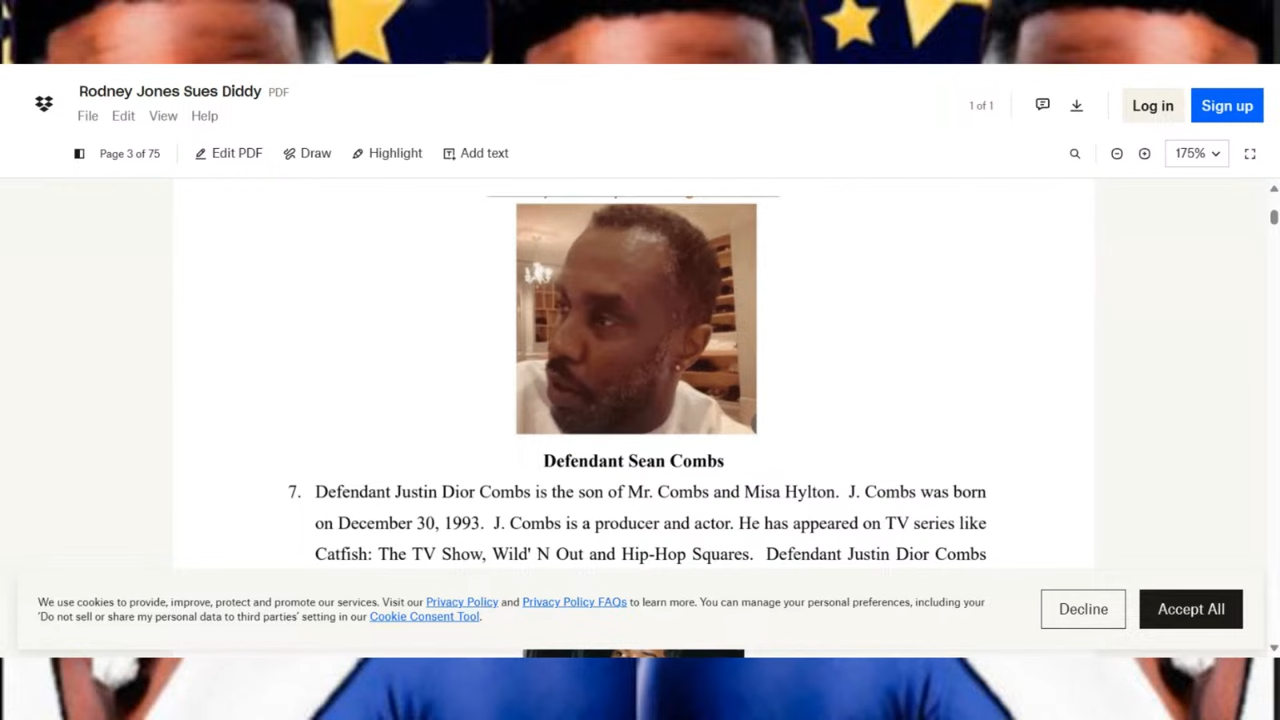 Rodney Jones Sues Diddy PDF
File Edit View Help
1 of 1
Log in
Sign up
Page 3 of 75
Edit PDF
Draw
Highlight
Add text
175%
Defendant Sean Combs
7. Defendant Justin Dior Combs is the son of Mr. Combs and Misa Hylton. J. Combs was born
on December 30, 1993. J. Combs is a producer and actor. He has appeared on TV series like
Catfish: The TV Show, Wild' N Out and Hip-Hop Squares. Defendant Justin Dior Combs
We use cookies to provide, improve, protect and promote our services. Visit our Privacy Policy and Privacy Policy FAQs to learn more. You can manage your personal preferences, including your
'Do not sell or share my personal data to third parties' setting in our Cookie Consent Tool.
Decline
Accept All